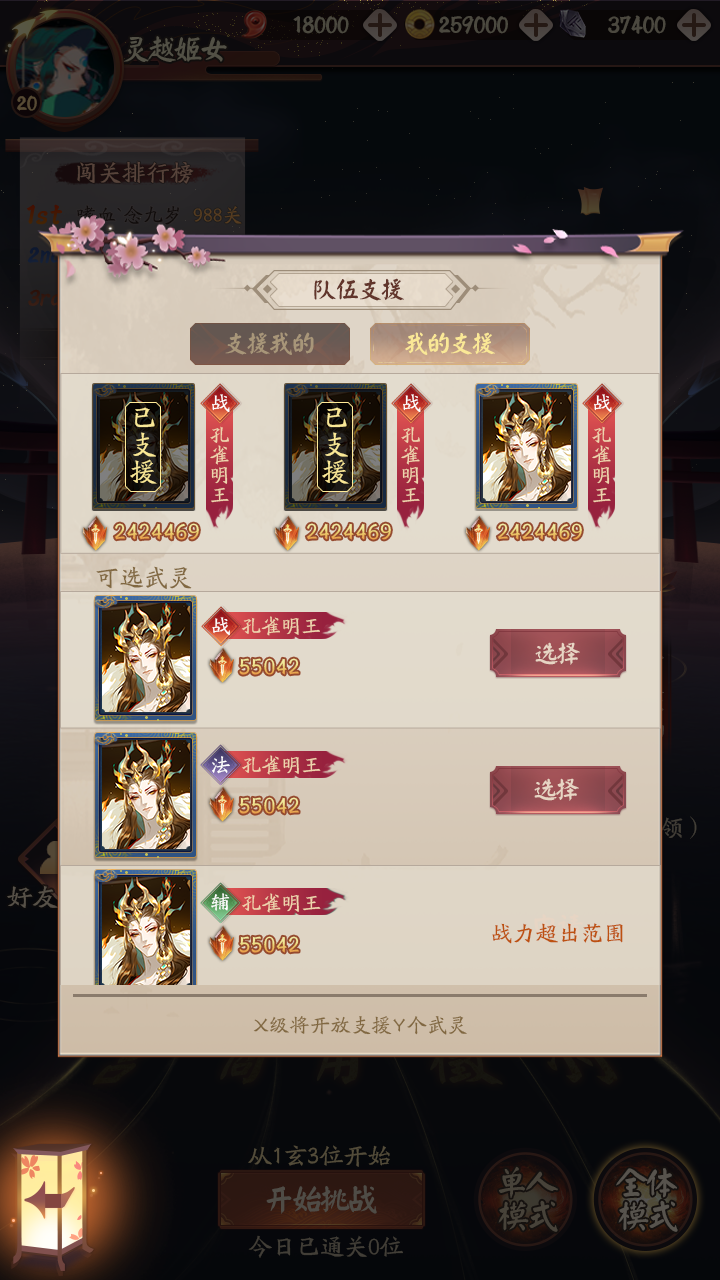 18000
259000
37400
灵越姬女
20
闯关排行榜
1st
念九岁 988关
队伍支援
支援我的
我的支援
已支援
战
孔雀明王
2424469
已支援
战
孔雀明王
2424469
战
孔雀明王
2424469
可选武灵
战 孔雀明王
55042
选择
法 孔雀明王
55042
选择
领）
辅 孔雀明王
55042
战力超出范围
好友
X级将开放支援Y个武灵
从1玄3位开始
开始挑战
今日已通关0位
单人模式
全体模式